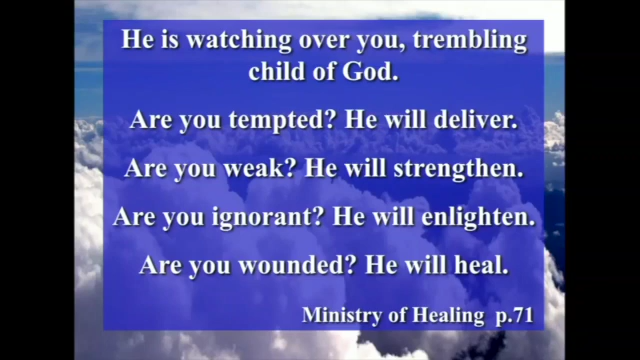 He is watching over you, trembling
child of God.
Are you tempted? He will deliver.
Are you weak? He will strengthen.
Are you ignorant? He will enlighten.
Are you wounded? He will heal.
Ministry of Healing p.71